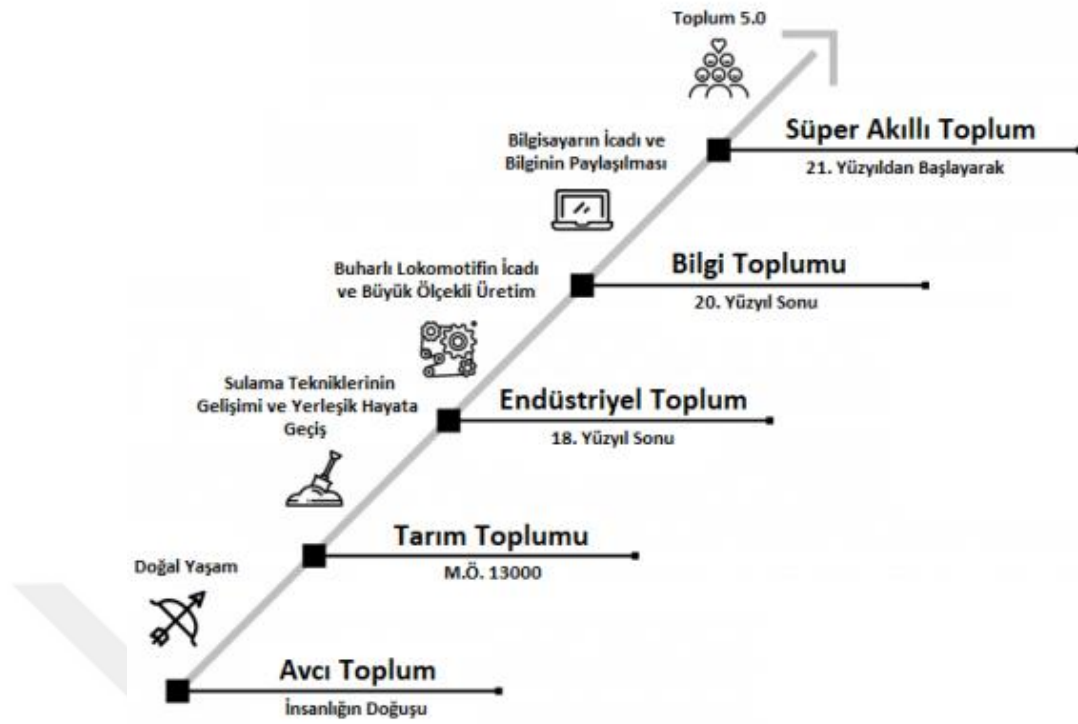 Toplum 5.0
Süper Akıllı Toplum
21. Yüzyıldan Başlayarak
Bilgisayarın İcadı ve
Bilginin Paylaşılması
Bilgi Toplumu
20. Yüzyıl Sonu
Buharlı Lokomotifin İcadı
ve Büyük Ölçekli Üretim
Endüstriyel Toplum
18. Yüzyıl Sonu
Sulama Tekniklerinin
Gelişimi ve Yerleşik Hayata
Geçiş
Tarım Toplumu
M.Ö. 13000
Doğal Yaşam
Avcı Toplum
İnsanlığın Doğuşu